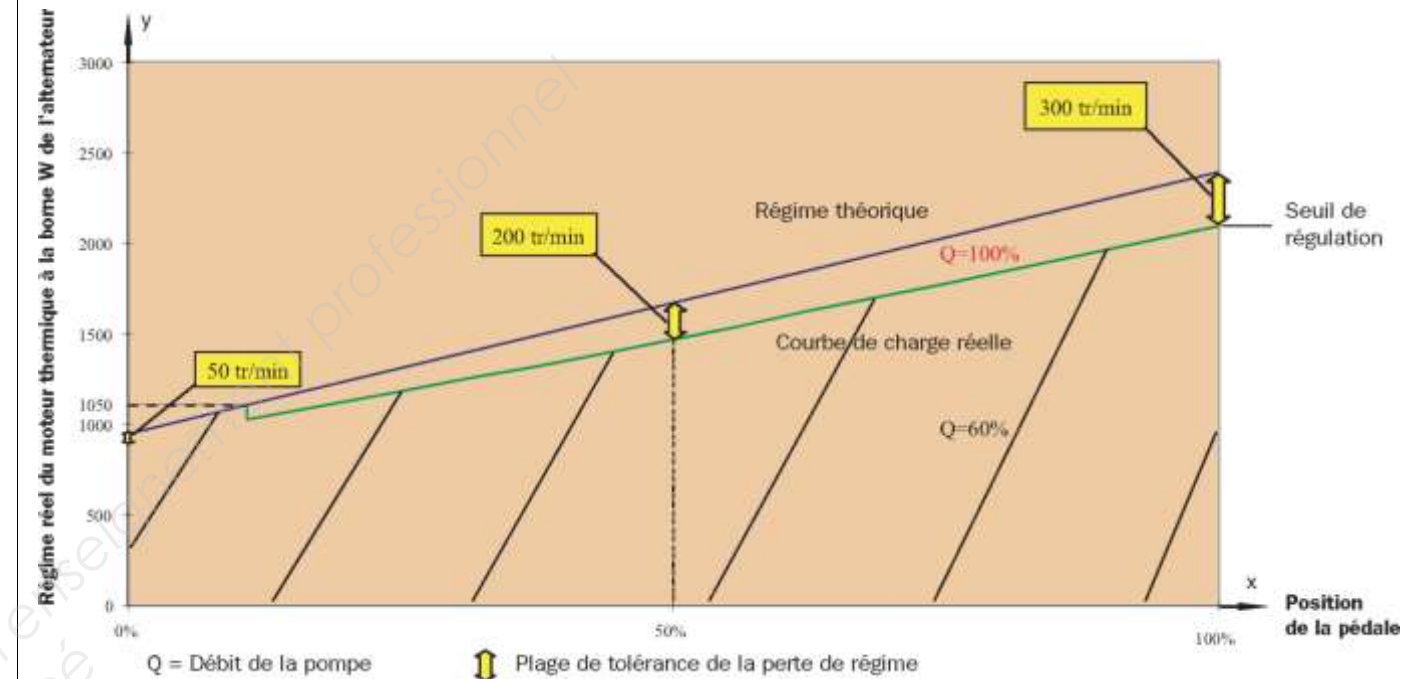 Régime réel du moteur thermique à la borne W de l'alternateur
y
3000
2500
2000
1500
1050
1000
500
0
300 tr/min
200 tr/min
50 tr/min
Régime théorique
Q=100%
Courbe de charge réelle
Q=60%
Seuil de
régulation
x
Position
de la pédale
0%
50%
100%
Q = Débit de la pompe
Plage de tolérance de la perte de régime
l'enseignement professionnel